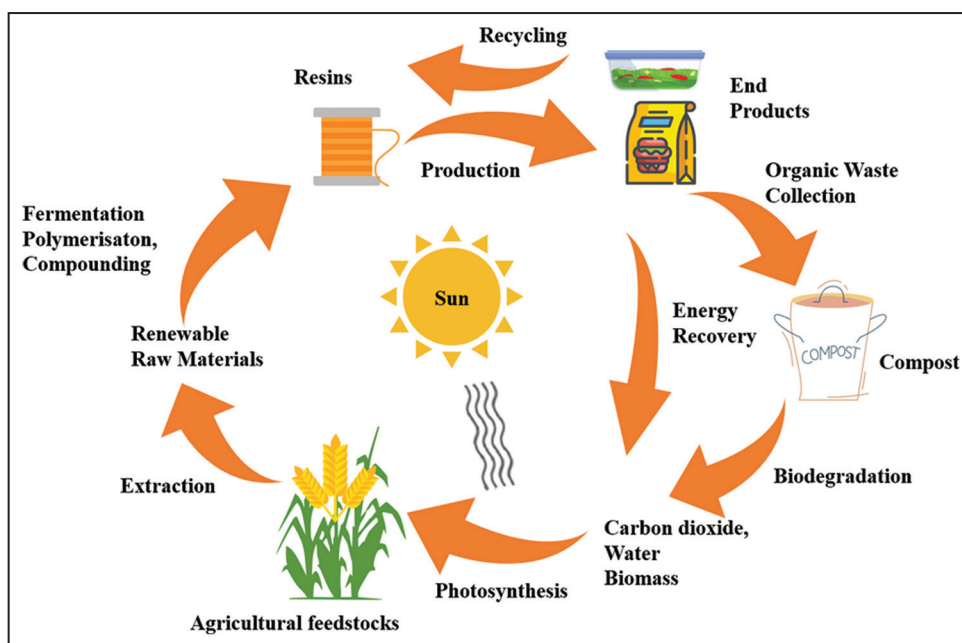 Recycling
Resins
End
Products
Production
Organic Waste
Collection
Fermentation
Polymerisaton,
Compounding
Sun
Energy
Recovery
Renewable
Raw Materials
COMPOST
Compost
Extraction
Biodegradation
Carbon dioxide,
Water
Biomass
Photosynthesis
Agricultural feedstocks